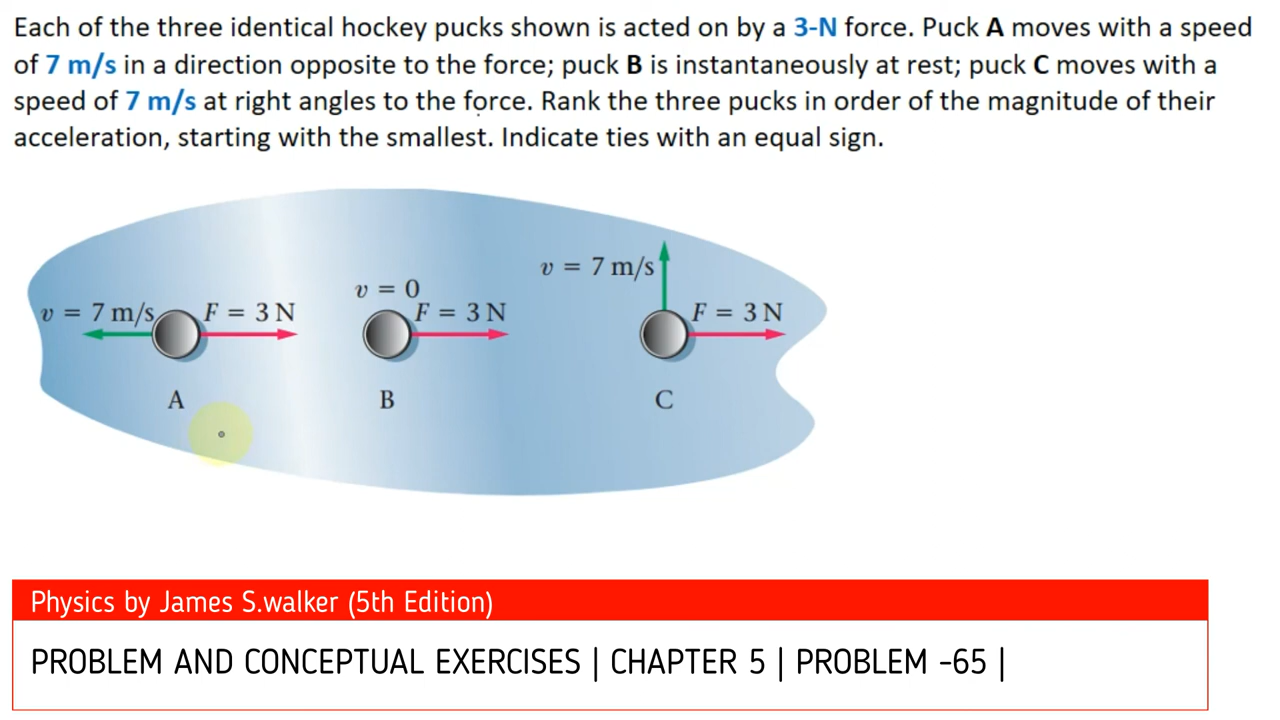 Each of the three identical hockey pucks shown is acted on by a 3-N force. Puck A moves with a speed
of 7 m/s in a direction opposite to the force; puck B is instantaneously at rest; puck C moves with a
speed of 7 m/s at right angles to the force. Rank the three pucks in order of the magnitude of their
acceleration, starting with the smallest. Indicate ties with an equal sign.
v = 7 m/s
F = 3 N
A
v = 0
F = 3 N
B
v = 7 m/s
F = 3 N
C
Physics by James S.walker (5th Edition)
PROBLEM AND CONCEPTUAL EXERCISES | CHAPTER 5 | PROBLEM -65 |